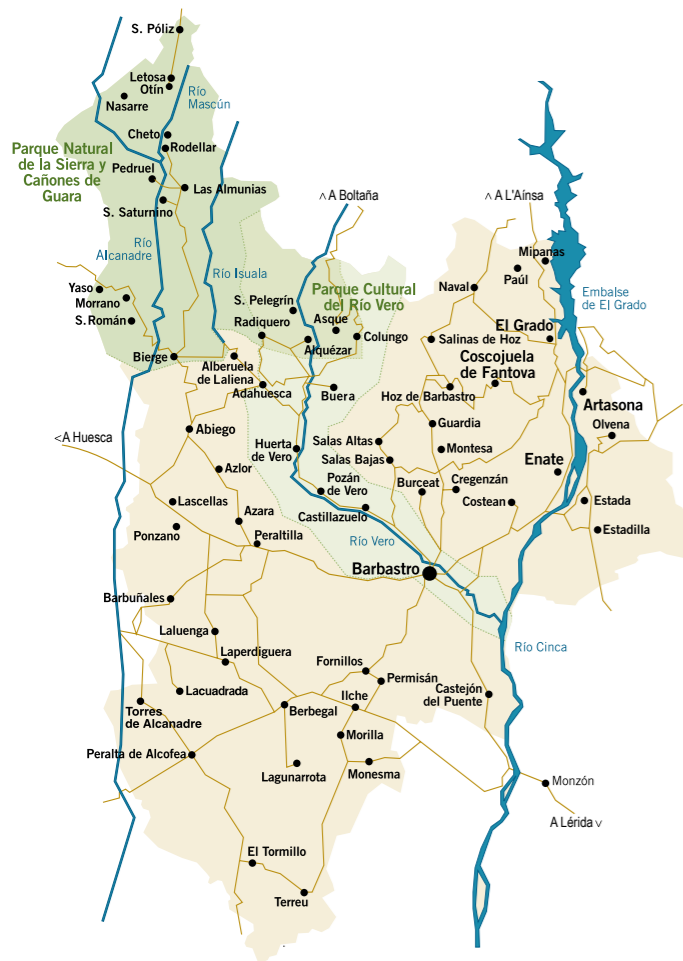 S. Póliz
Letosa
Otín
Nasarre
Río
Mascún
Cheto
Rodellar
Parque Natural
de la Sierra y
Cañones de
Guara
Pedruel
Las Almunias
S. Saturnino
^ A Boltaña
^ A L'Aínsa
Río
Alcanadre
Río Isuala
Mipanas
Paúl
Naval
Embalse
de El Grado
Yaso
Morrano
S. Román
S. Pelegrín
Parque Cultural
del Río Vero
Radiquero
Asque
Alquézar
Colungo
El Grado
Salinas de Hoz
Coscojuela
de Fantova
Bierge
Alberuela
de Laliena
Adahuesca
Buera
Hoz de Barbastro
Artasona
Olvena
Guardia
Abiego
<A Huesca
Huerta
de Vero
Salas Altas
Salas Bajas
Montesa
Enate
Azlor
Pozán
de Vero
Burceat
Cregenzán
Costean
Estada
Estadilla
Lascellas
Azara
Ponzano
Peraltilla
Castillazuelo
Río Vero
Barbastro
Barbuñales
Laluenga
Laperdiguera
Río Cinca
Fornillos
Permisán
Lacuadrada
Torres
de Alcanadre
Berbegal
Ilche
Castejón
del Puente
Morilla
Peralta de Alcofea
Lagunarrota
Monesma
Monzón
A Lérida v
El Tormillo
Terreu